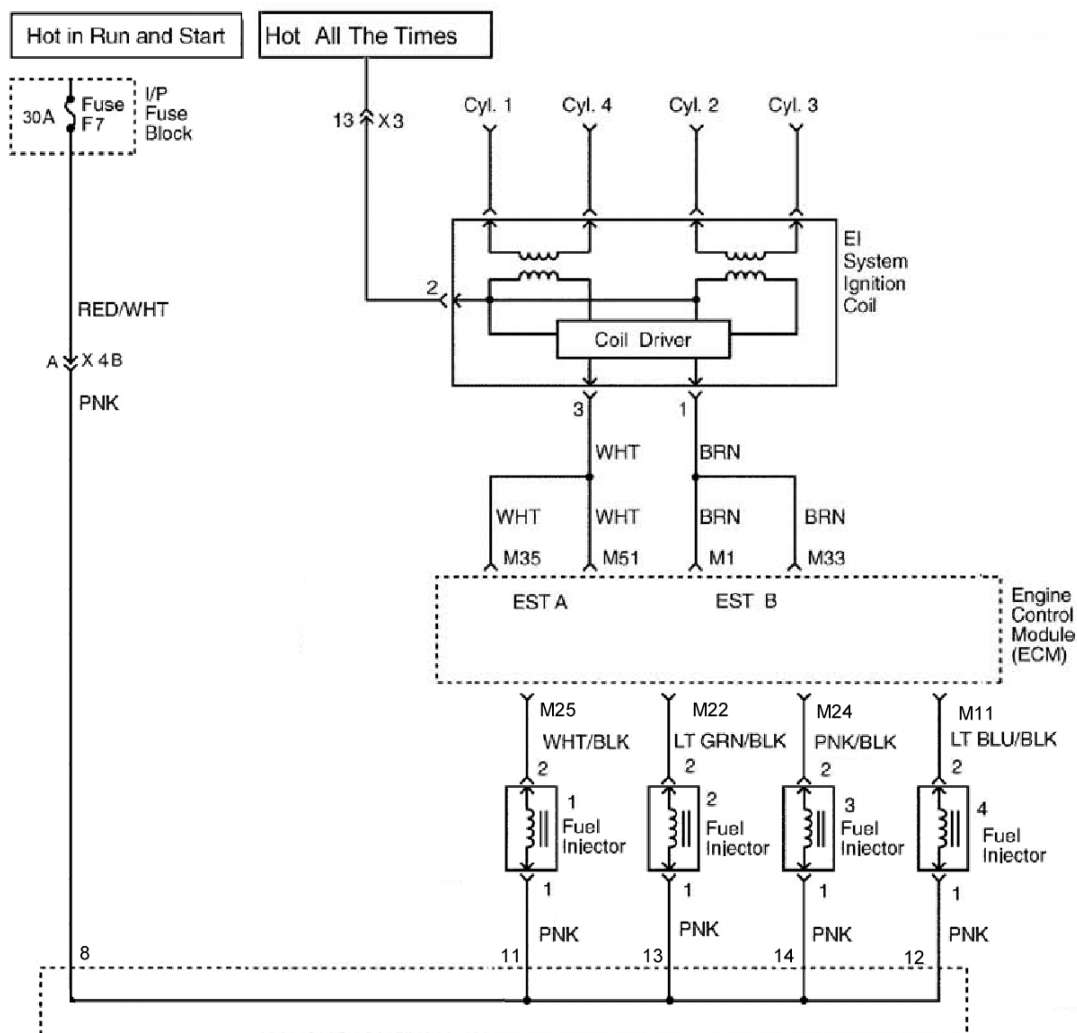 Hot in Run and Start
Hot All The Times
30A
Fuse
F7
I/P
Fuse
Block
13
X3
Cyl. 1
Cyl. 4
Cyl. 2
Cyl. 3
EI
System
Ignition
Coil
2
Coil Driver
RED/WHT
A
X 4B
PNK
3
1
WHT
BRN
WHT
WHT
BRN
BRN
M35
M51
M1
M33
EST A
EST B
Engine
Control
Module
(ECM)
M25
M22
M24
M11
WHT/BLK
LT GRN/BLK
PNK/BLK
LT BLU/BLK
2
2
2
2
1
Fuel
Injector
2
Fuel
Injector
3
Fuel
Injector
4
Fuel
Injector
1
1
1
1
PNK
PNK
PNK
PNK
8
11
13
14
12